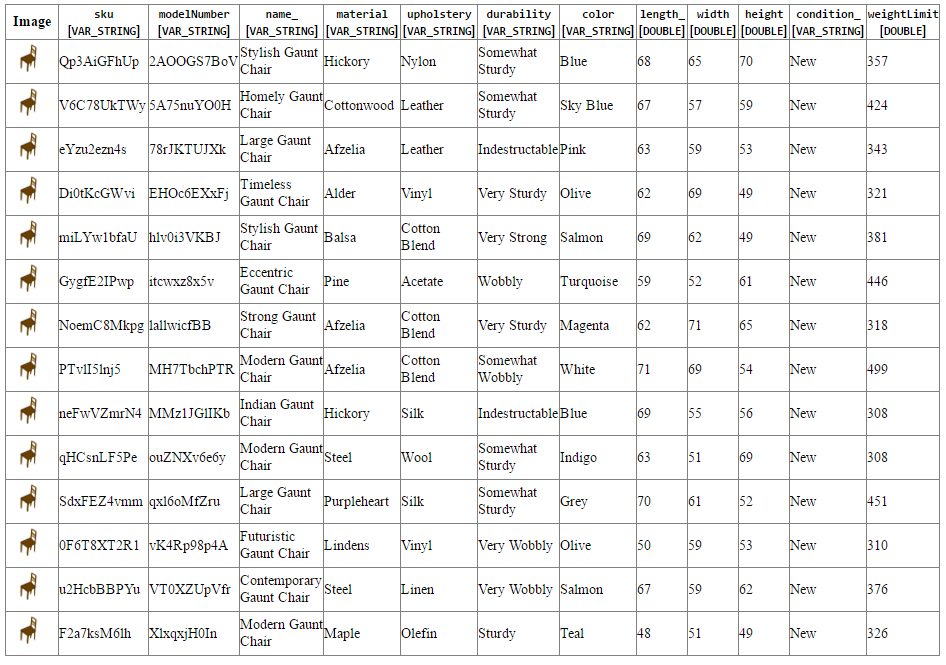 Image sku [VAR_STRING] modelNumber [VAR_STRING] name_ [VAR_STRING] material [VAR_STRING] upholstery [VAR_STRING] durability [VAR_STRING] color [VAR_STRING] length_ [DOUBLE] width [DOUBLE] height [DOUBLE] condition_ [VAR_STRING] weightLimit [DOUBLE]
Qp3AiGFhUp 2AOOGS7BoV Stylish Gaunt Chair Hickory Nylon Somewhat Sturdy Blue 68 65 70 New 357
V6C78UkTWy 5A75nuYO0H Homely Gaunt Chair Cottonwood Leather Somewhat Sturdy Sky Blue 67 57 59 New 424
eYzu2ezn4s 78rJKTUJXk Large Gaunt Chair Afzelia Leather Indestructable Pink 63 59 53 New 343
Di0tKcGWvi EHOc6EXxFj Timeless Gaunt Chair Alder Vinyl Very Sturdy Olive 62 69 49 New 321
miLYw1bfaU hlv0i3VKBJ Stylish Gaunt Chair Balsa Cotton Blend Very Strong Salmon 69 62 49 New 381
GygfE2IPwp itcwxz8x5v Eccentric Gaunt Chair Pine Acetate Wobbly Turquoise 59 52 61 New 446
NoemC8Mkpg lallwicfBB Strong Gaunt Chair Afzelia Cotton Blend Very Sturdy Magenta 62 71 65 New 318
PTvlI5lnj5 MH7TbchPTR Modern Gaunt Chair Afzelia Cotton Blend Somewhat Wobbly White 71 69 54 New 499
neFwVZmrN4 MMz1JGlIKb Indian Gaunt Chair Hickory Silk Indestructable Blue 69 55 56 New 308
qHCsnLF5Pe ouZNXv6e6y Modern Gaunt Chair Steel Wool Somewhat Sturdy Indigo 63 51 69 New 308
SdxFEZ4vmm qxl6oMfZru Large Gaunt Chair Purpleheart Silk Somewhat Sturdy Grey 70 61 52 New 451
0F6T8XT2R1 vK4Rp98p4A Futuristic Gaunt Chair Lindens Vinyl Very Wobbly Olive 50 59 53 New 310
u2HcbBBPYu VT0XZUpVfr Contemporary Gaunt Chair Steel Linen Very Wobbly Salmon 67 59 62 New 376
F2a7ksM6lh XlxqxjH0In Modern Gaunt Chair Maple Olefin Sturdy Teal 48 51 49 New 326